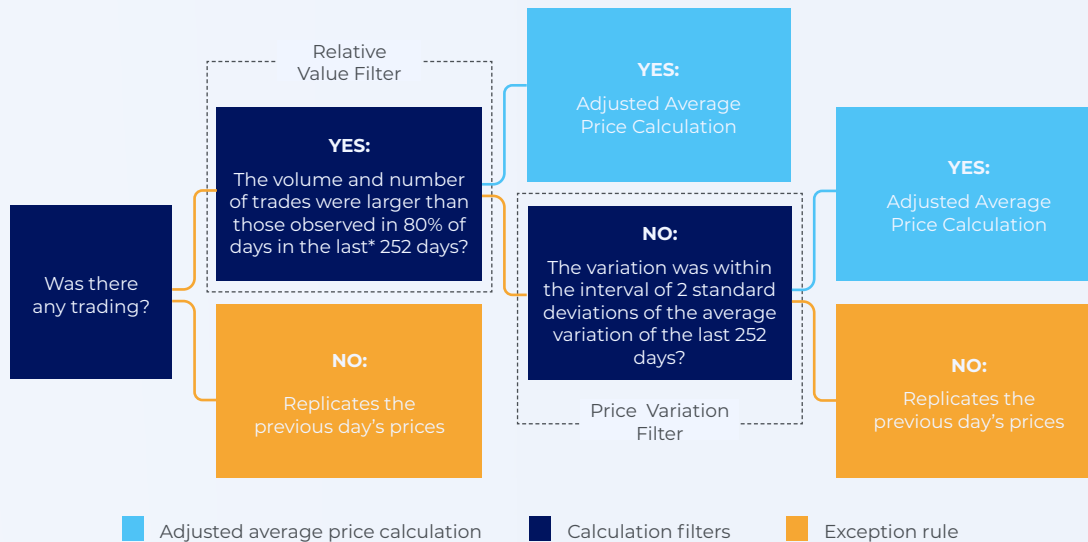 Was there
any trading?
Relative
Value Filter
YES:
The volume and number
of trades were larger than
those observed in 80% of
days in the last* 252 days?
NO:
Replicates the
previous day’s prices
YES:
Adjusted Average
Price Calculation
NO:
The variation was within
the interval of 2 standard
deviations of the average
variation of the last 252
days?
Price Variation
Filter
YES:
Adjusted Average
Price Calculation
NO:
Replicates the
previous day’s prices
Adjusted average price calculation
Calculation filters
Exception rule